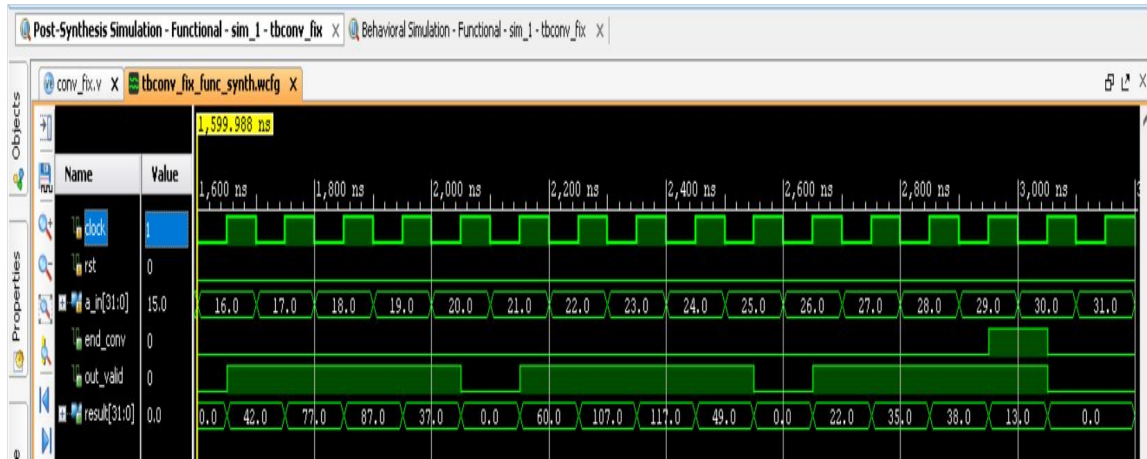 Post-Synthesis Simulation - Functional - sim_1 - tbconv_fix X Behavioral Simulation - Functional - sim_1 - tbconv_fix X
conv_fix.v X tbconv_fix_func_synth.wcfg X
Objects
Properties
1,599.988 ns
Name Value
1,600 ns 1,800 ns 2,000 ns 2,200 ns 2,400 ns 2,600 ns 2,800 ns 3,000 ns
clock 1
rst 0
a_in[31:0] 15.0 16.0 17.0 18.0 19.0 20.0 21.0 22.0 23.0 24.0 25.0 26.0 27.0 28.0 29.0 30.0 31.0
end_conv 0
out_valid 0
result[31:0] 0.0 0.0 42.0 77.0 87.0 37.0 0.0 60.0 107.0 117.0 49.0 0.0 22.0 35.0 38.0 13.0 0.0